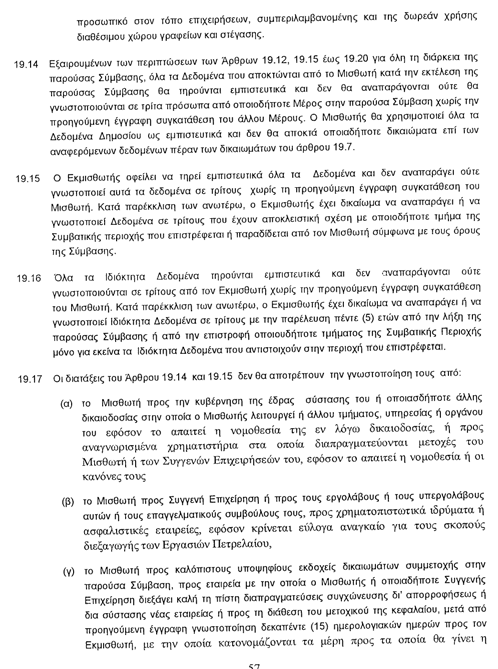 προσωπικό στον τόπο επιχειρήσεων, συμπεριλαμβανομένης και της δωρεάν χρήσης
διαθέσιμου χώρου γραφείων και στέγασης.
19.14 Εξαιρουμένων των περιπτώσεων των Άρθρων 19.12, 19.15 έως 19.20 για όλη τη διάρκεια της
παρούσας Σύμβασης, όλα τα Δεδομένα που αποκτώνται από το Μισθωτή κατά την εκτέλεση της
παρούσας Σύμβασης θα τηρούνται εμπιστευτικά και δεν θα αναπαράγονται ούτε θα
γνωστοποιούνται σε τρίτα πρόσωπα από οποιοδήποτε Μέρος στην παρούσα Σύμβαση χωρίς την
προηγούμενη έγγραφη συγκατάθεση του άλλου Μέρους. Ο Μισθωτής θα χρησιμοποιεί όλα τα
Δεδομένα Δημοσίου ως εμπιστευτικά και δεν θα αποκτά οποιαδήποτε δικαιώματα επί των
αναφερόμενων δεδομένων πέραν των δικαιωμάτων του άρθρου 19.7.
19.15 Ο Εκμισθωτής οφείλει να τηρεί εμπιστευτικά όλα τα Δεδομένα και δεν αναπαράγει ούτε
γνωστοποιεί αυτά τα δεδομένα σε τρίτους χωρίς τη προηγούμενη έγγραφη συγκατάθεση του
Μισθωτή. Κατά παρέκκλιση των ανωτέρω, ο Εκμισθωτής έχει δικαίωμα να αναπαράγει ή να
γνωστοποιεί Δεδομένα σε τρίτους που έχουν αποκλειστική σχέση με οποιοδήποτε τμήμα της
Συμβατικής περιοχής που επιστρέφεται ή παραδίδεται από τον Μισθωτή σύμφωνα με τους όρους
της Σύμβασης.
19.16 Όλα τα Ιδιόκτητα Δεδομένα τηρούνται εμπιστευτικά και δεν αναπαράγονται ούτε
γνωστοποιούνται σε τρίτους από τον Εκμισθωτή χωρίς την προηγούμενη έγγραφη συγκατάθεση
του Μισθωτή. Κατά παρέκκλιση των ανωτέρω, ο Εκμισθωτής έχει δικαίωμα να αναπαράγει ή να
γνωστοποιεί Ιδιόκτητα Δεδομένα σε τρίτους με την παρέλευση πέντε (5) ετών από την λήξη της
παρούσας Σύμβασης ή από την επιστροφή οποιουδήποτε τμήματος της Συμβατικής Περιοχής
μόνο για εκείνα τα Ιδιόκτητα Δεδομένα που αντιστοιχούν στην περιοχή που επιστρέφεται.
19.17 Οι διατάξεις του Άρθρου 19.14 και 19.15 δεν θα αποτρέπουν την γνωστοποίηση τους από:
(α) το Μισθωτή προς την κυβέρνηση της έδρας σύστασης του ή οποιασδήποτε άλλης
δικαιοδοσίας στην οποία ο Μισθωτής λειτουργεί ή άλλου τμήματος, υπηρεσίας ή οργάνου
του εφόσον το απαιτεί η νομοθεσία της εν λόγω δικαιοδοσίας, ή προς
αναγνωρισμένα χρηματιστήρια στα οποία διαπραγματεύονται μετοχές του
Μισθωτή ή των Συγγενών Επιχειρήσεών του, εφόσον το απαιτεί η νομοθεσία ή οι
κανόνες τους
(β) το Μισθωτή προς Συγγενή Επιχείρηση ή προς τους εργολάβους ή τους υπεργολάβους
αυτών ή τους επαγγελματικούς συμβούλους τους, προς χρηματοπιστωτικά ιδρύματα ή
ασφαλιστικές εταιρείες, εφόσον κρίνεται εύλογα αναγκαίο για τους σκοπούς
διεξαγωγής των Εργασιών Πετρελαίου,
(γ) το Μισθωτή προς καλόπιστους υποψηφίους εκδοχείς δικαιωμάτων συμμετοχής στην
παρούσα Σύμβαση, προς εταιρεία με την οποία ο Μισθωτής ή οποιαδήποτε Συγγενής
Επιχείρηση διεξάγει καλή τη πίστη διαπραγματεύσεις συγχώνευσης δι' απορροφήσεως ή
δια σύστασης νέας εταιρείας ή προς τη διάθεση του μετοχικού της κεφαλαίου, μετά από
προηγούμενη έγγραφη γνωστοποίηση δεκαπέντε (15) ημερολογιακών ημερών προς τον
Εκμισθωτή, με την οποία κατονομάζονται τα μέρη προς τα οποία θα γίνει η
57